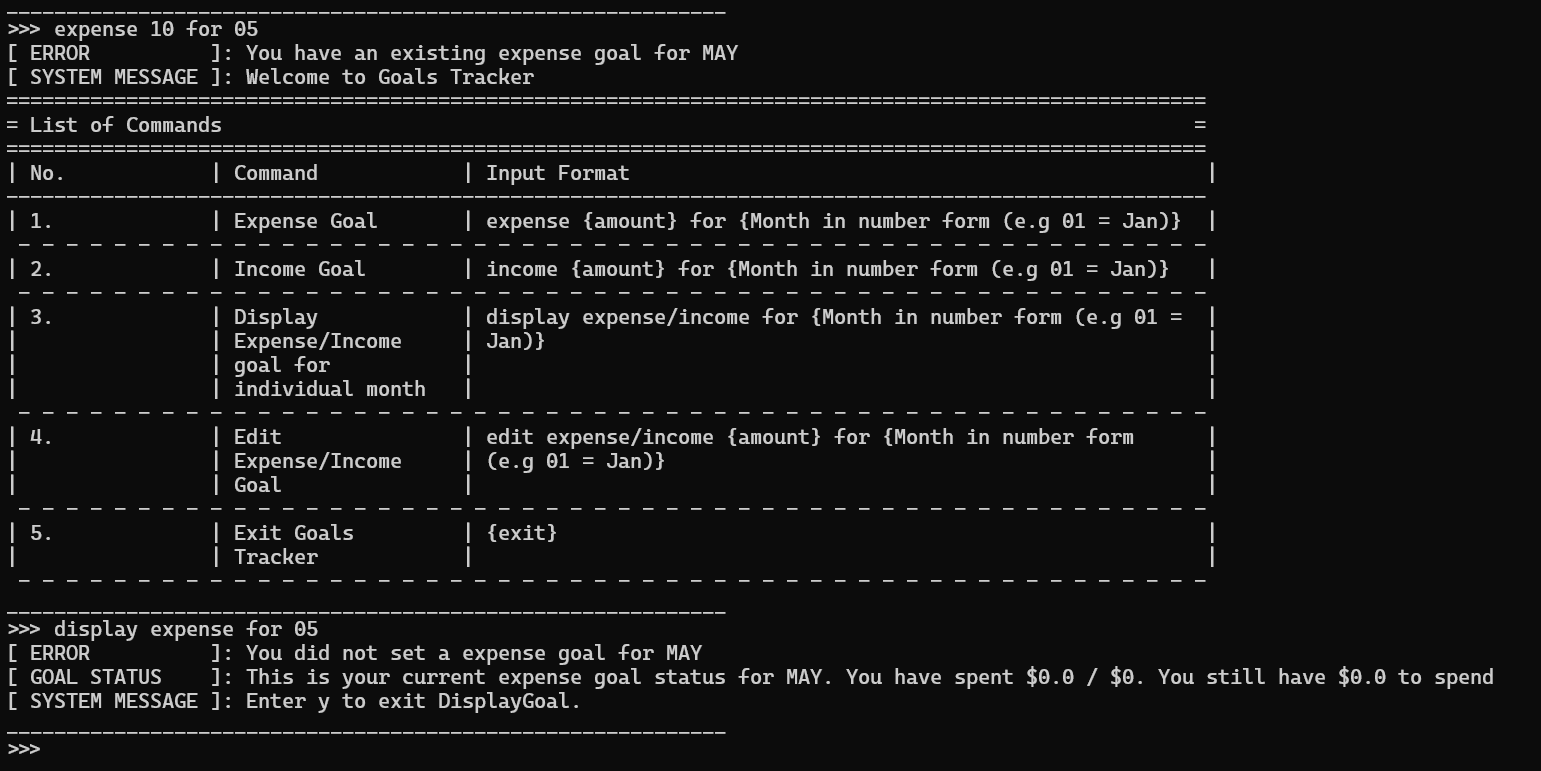 ____________________________________________________________
>>> expense 10 for 05
[ ERROR          ]: You have an existing expense goal for MAY
[ SYSTEM MESSAGE ]: Welcome to Goals Tracker
====================================================================================================
= List of Commands                                                                                 =
====================================================================================================
| No.            | Command            | Input Format                                                |
----------------------------------------------------------------------------------------------------
| 1.             | Expense Goal       | expense {amount} for {Month in number form (e.g 01 = Jan)}  |
 - - - - - - - - - - - - - - - - - - - - - - - - - - - - - - - - - - - - - - - - - - - - - - - - - -
| 2.             | Income Goal        | income {amount} for {Month in number form (e.g 01 = Jan)}   |
 - - - - - - - - - - - - - - - - - - - - - - - - - - - - - - - - - - - - - - - - - - - - - - - - - -
| 3.             | Display            | display expense/income for {Month in number form (e.g 01 =  |
|                | Expense/Income     | Jan)}                                                       |
|                | goal for           |                                                             |
|                | individual month   |                                                             |
 - - - - - - - - - - - - - - - - - - - - - - - - - - - - - - - - - - - - - - - - - - - - - - - - - -
| 4.             | Edit               | edit expense/income {amount} for {Month in number form      |
|                | Expense/Income     | (e.g 01 = Jan)}                                             |
|                | Goal               |                                                             |
 - - - - - - - - - - - - - - - - - - - - - - - - - - - - - - - - - - - - - - - - - - - - - - - - - -
| 5.             | Exit Goals         | {exit}                                                      |
|                | Tracker            |                                                             |
 - - - - - - - - - - - - - - - - - - - - - - - - - - - - - - - - - - - - - - - - - - - - - - - - - -
____________________________________________________________
>>> display expense for 05
[ ERROR          ]: You did not set a expense goal for MAY
[ GOAL STATUS    ]: This is your current expense goal status for MAY. You have spent $0.0 / $0. You still have $0.0 to spend
[ SYSTEM MESSAGE ]: Enter y to exit DisplayGoal.
____________________________________________________________
>>>